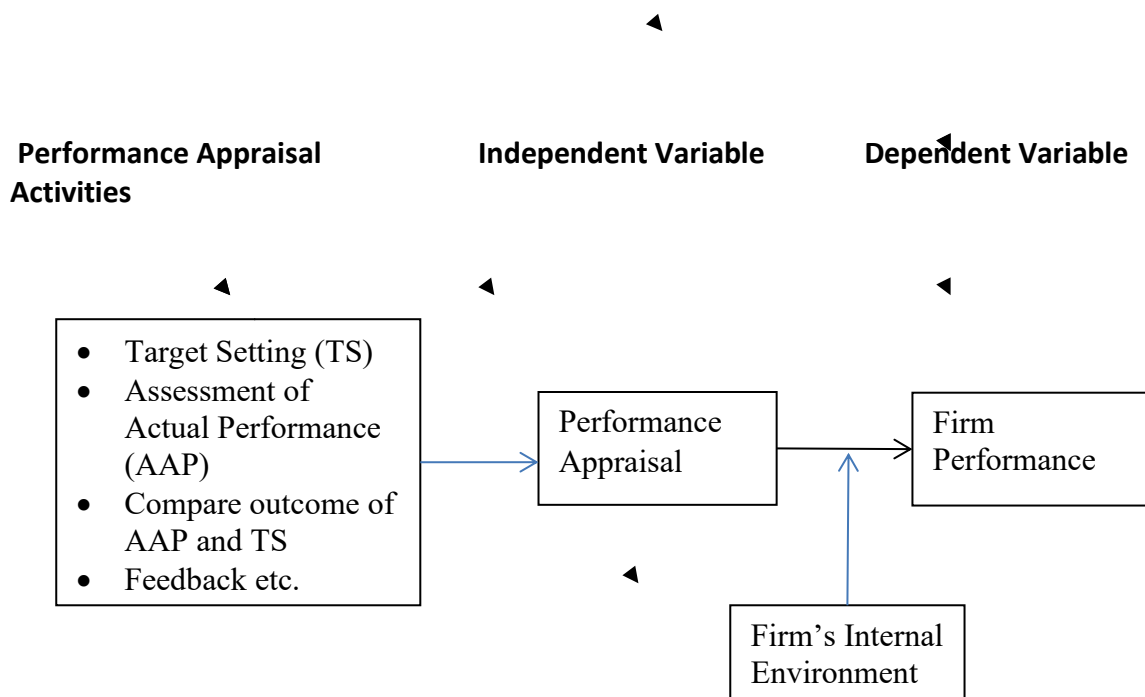 Performance Appraisal
Activities
Independent Variable
Dependent Variable
• Target Setting (TS)
• Assessment of
Actual Performance
(AAP)
• Compare outcome of
AAP and TS
• Feedback etc.
Performance
Appraisal
Firm
Performance
Firm’s Internal
Environment